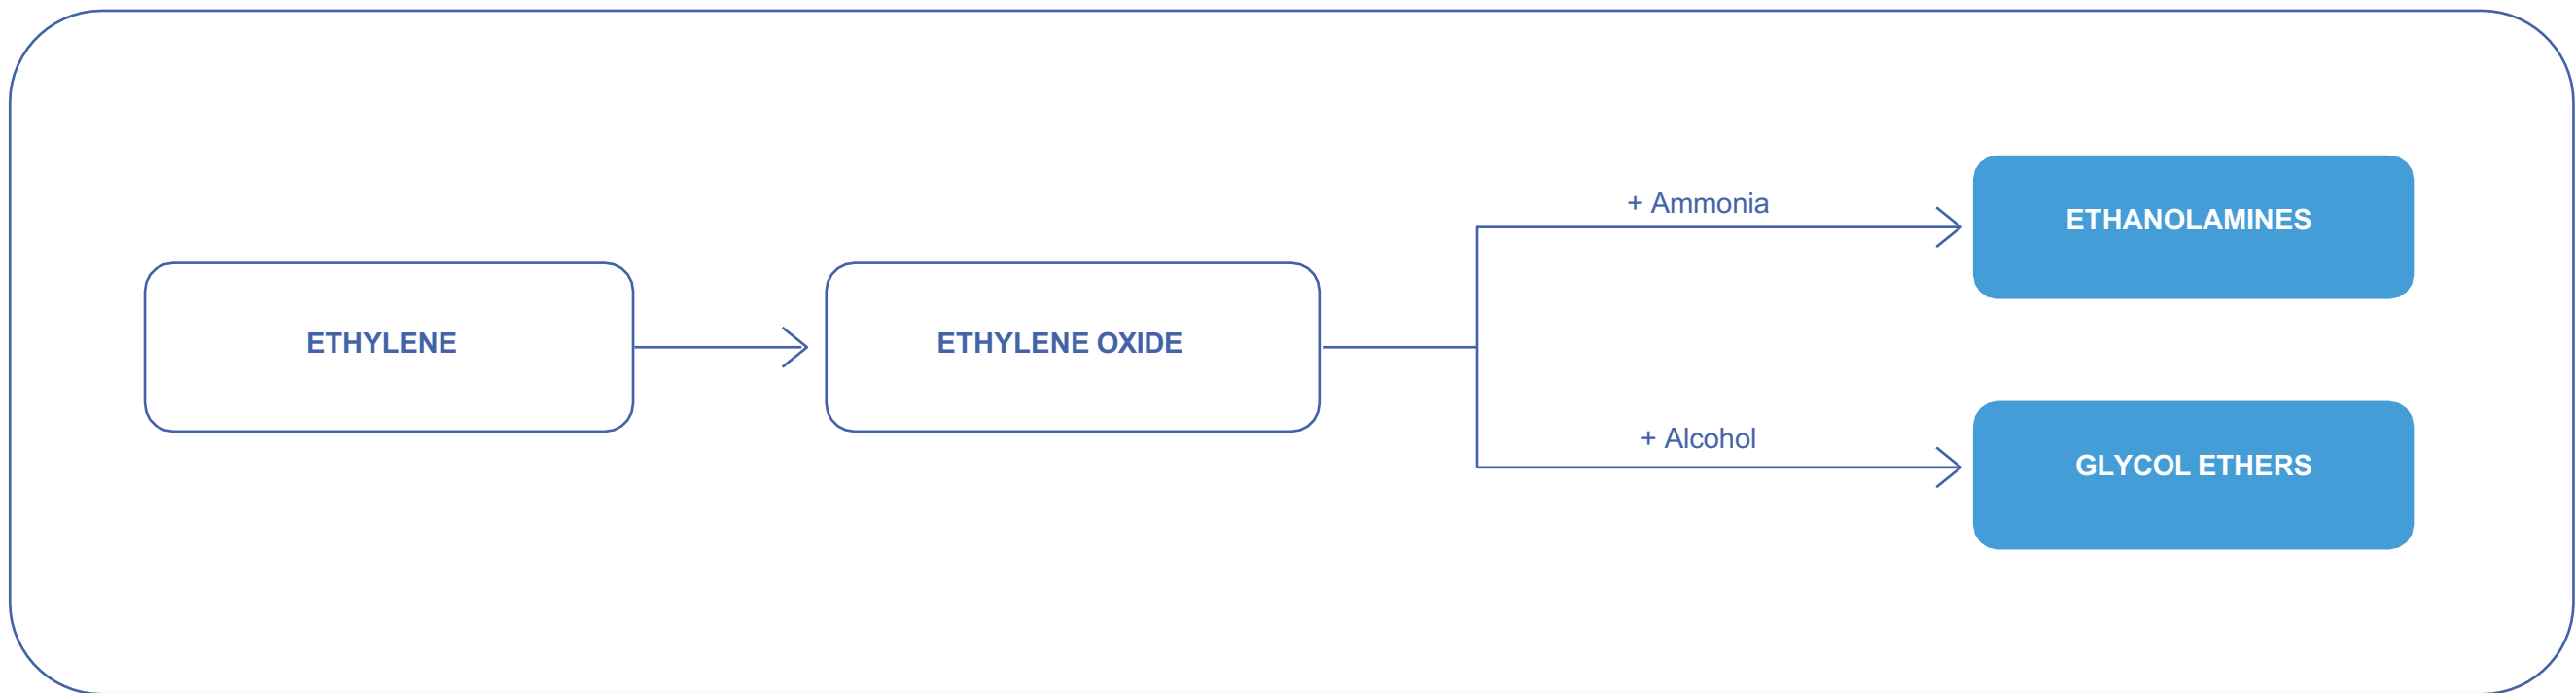 + Ammonia
ETHANOLAMINES
ETHYLENE
ETHYLENE OXIDE
+ Alcohol
GLYCOL ETHERS